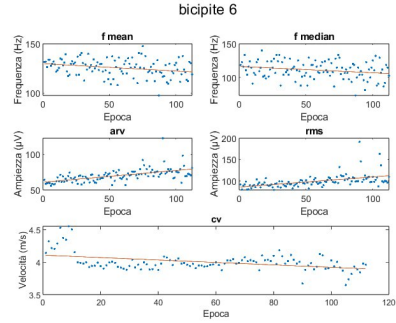 bicipite 6
f mean
f median
150
100
Frequenza (Hz)
0
50
100
Epoca
150
100
Frequenza (Hz)
0
50
100
Epoca
arv
rms
100
50
Ampiezza (µV)
0
50
100
Epoca
200
150
100
Ampiezza (µV)
0
50
100
Epoca
cv
4.5
4
3.5
Velocità (m/s)
0
20
40
60
80
100
120
Epoca